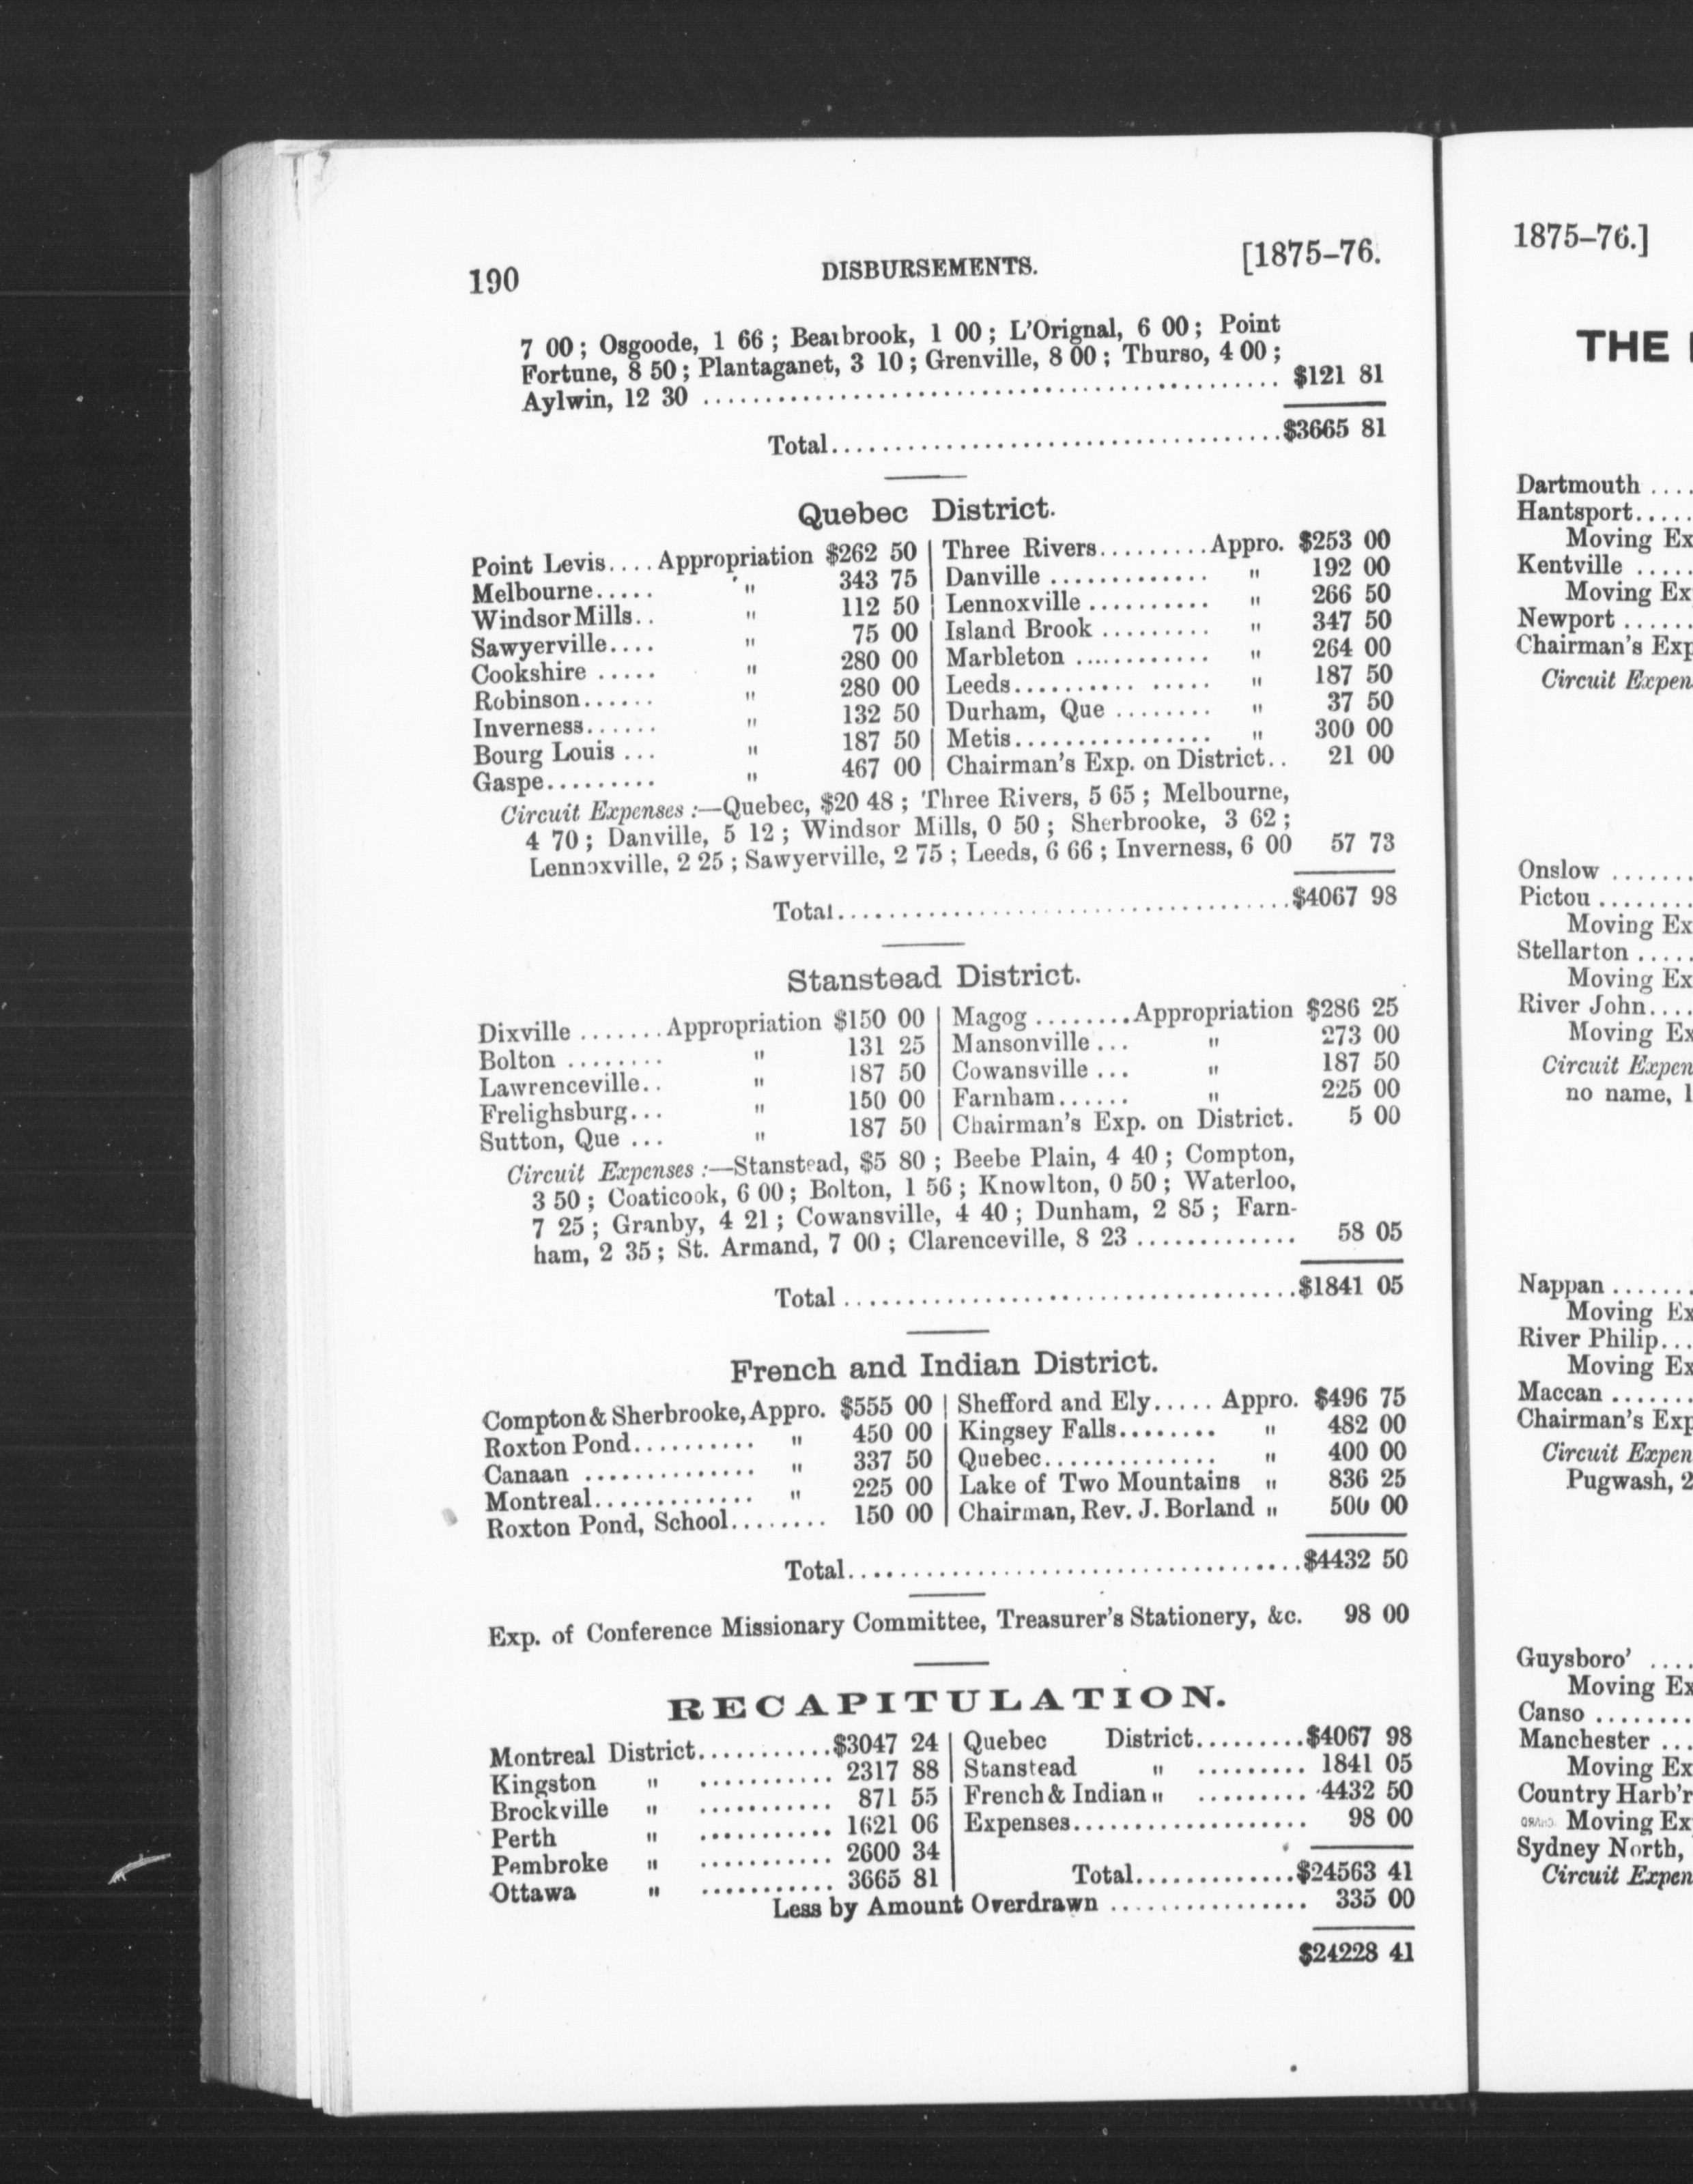 190 DISBURSEMENTS. [1875–76.
7 00; Osgoode, 1 66; Bearbrook, 1 00; L'Orignal, 6 00; Point
Fortune, 8 50; Plantaganet, 3 10; Grenville, 8 00; Thurso, 4 00;
Aylwin, 12 30 .......... $121 81
Total.......... $3665 81
Quebec District.
Point Levis.... Appropriation $262 50 | Three Rivers......... Appro. $253 00
Melbourne..... " 343 75 | Danville ............. " 192 00
Windsor Mills.. " 112 50 | Lennoxville .......... " 266 50
Sawyerville.... " 75 00 | Island Brook ......... " 347 50
Cookshire ..... " 280 00 | Marbleton ............ " 264 00
Robinson...... " 280 00 | Leeds.......... ..... " 187 50
Inverness...... " 132 50 | Durham, Que ........ " 37 50
Bourg Louis ... " 187 50 | Metis................ " 300 00
Gaspe......... " 467 00 | Chairman's Exp. on District.. 21 00
Circuit Expenses :—Quebec, $20 48; Three Rivers, 5 65; Melbourne,
4 70; Danville, 5 12; Windsor Mills, 0 50; Sherbrooke, 3 62;
Lennoxville, 2 25; Sawyerville, 2 75; Leeds, 6 66; Inverness, 6 00 57 73
Total.......... $4067 98
Stanstead District.
Dixville ....... Appropriation $150 00 | Magog ........ Appropriation $286 25
Bolton ........ " 131 25 | Mansonville ... " 273 00
Lawrenceville.. " 187 50 | Cowansville ... " 187 50
Frelighsburg... " 150 00 | Farnham...... " 225 00
Sutton, Que ... " 187 50 | Chairman's Exp. on District. 5 00
Circuit Expenses :—Stanstead, $5 80; Beebe Plain, 4 40; Compton,
3 50; Coaticook, 6 00; Bolton, 1 56; Knowlton, 0 50; Waterloo,
7 25; Granby, 4 21; Cowansville, 4 40; Dunham, 2 85; Farn-
ham, 2 35; St. Armand, 7 00; Clarenceville, 8 23 ............. 58 05
Total .......... $1841 05
French and Indian District.
Compton & Sherbrooke, Appro. $555 00 | Shefford and Ely..... Appro. $496 75
Roxton Pond.......... " 450 00 | Kingsey Falls........ " 482 00
Canaan .............. " 337 50 | Quebec.............. " 400 00
Montreal............. " 225 00 | Lake of Two Mountains " 836 25
Roxton Pond, School........ 150 00 | Chairman, Rev. J. Borland " 500 00
Total.......... $4432 50
Exp. of Conference Missionary Committee, Treasurer's Stationery, &c. 98 00
RECAPITULATION.
Montreal District........... $3047 24 | Quebec District......... $4067 98
Kingston " ........... 2317 88 | Stanstead " ......... 1841 05
Brockville " ........... 871 55 | French & Indian " ......... 4432 50
Perth " ........... 1621 06 | Expenses................... 98 00
Pembroke " ........... 2600 34
Ottawa " ........... 3665 81 | Total............. $24563 41
Less by Amount Overdrawn ................ 335 00
$24228 41
1875–76.]
THE
Dartmouth ....
Hantsport.....
Moving Ex
Kentville .....
Moving Ex
Newport ......
Chairman's Exp
Circuit Expen
Onslow .......
Pictou ........
Moving Ex
Stellarton .....
Moving Ex
River John....
Moving Ex
Circuit Expen
no name, 1
Nappan .......
Moving Ex
River Philip...
Moving Ex
Maccan .......
Chairman's Exp
Circuit Expen
Pugwash, 2
Guysboro' ....
Moving Ex
Canso ........
Manchester ...
Moving Ex
Country Harb'r
Moving Ex
Sydney North,
Circuit Expen